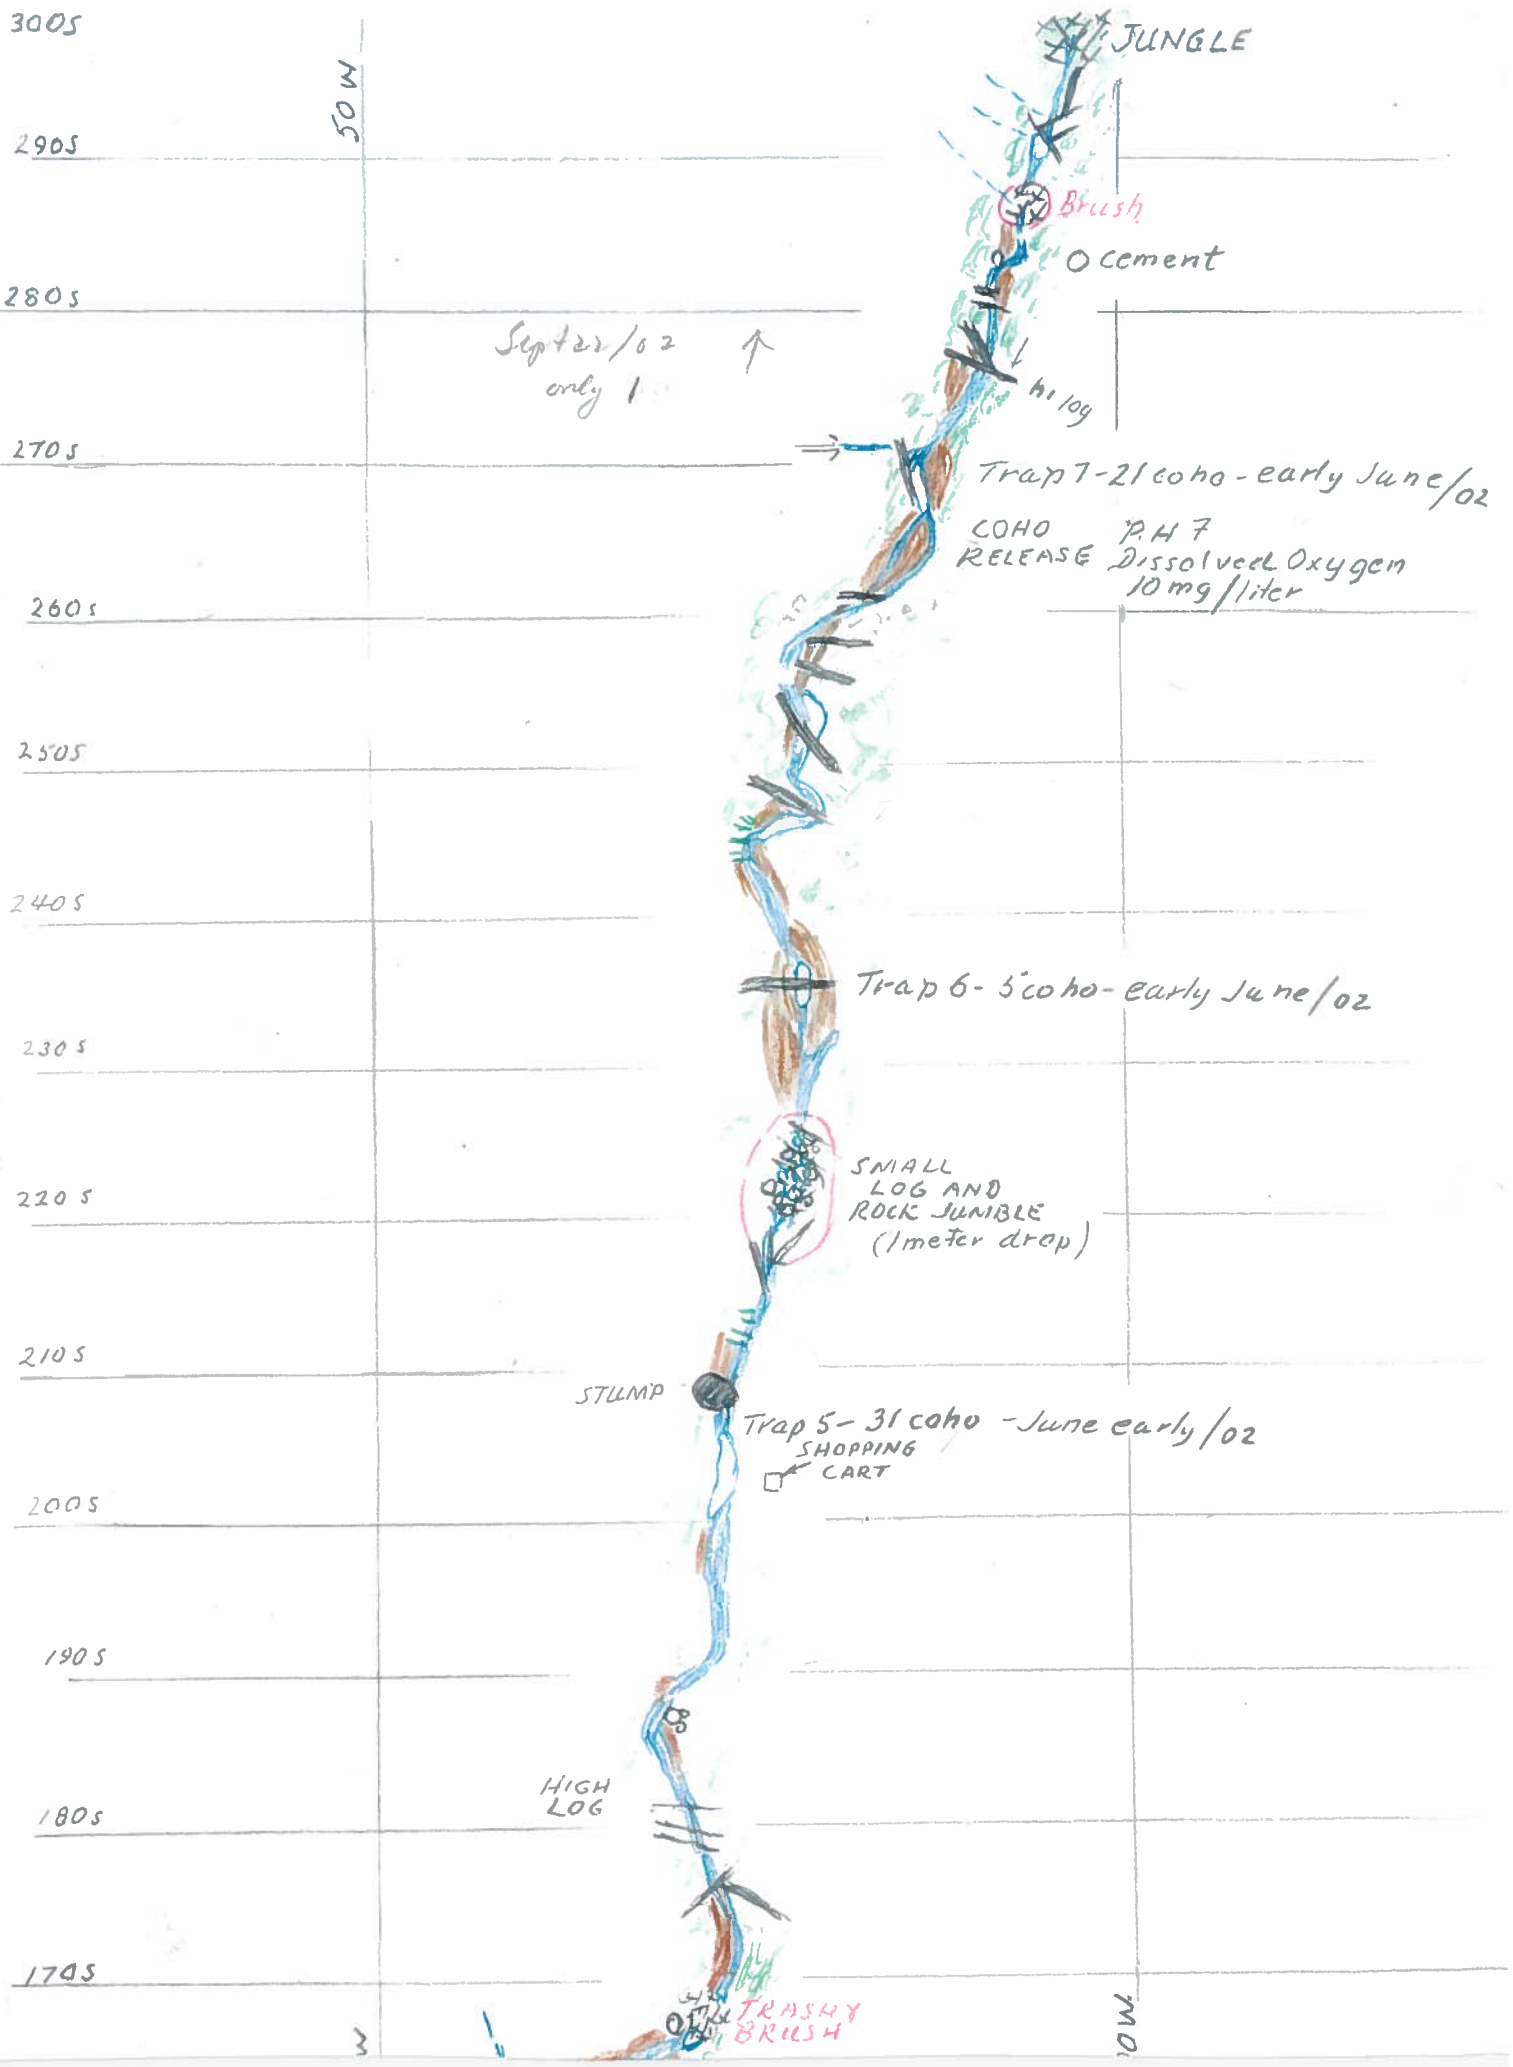 300S
JUNGLE
50 W
290S
Brush
O cement
280S
Sept 22/02
only 1
hi log
270S
Trap 7-21 coho-early June/02
COHO
RELEASE
P.H 7
Dissolved Oxygen
10 mg/liter
260S
250S
240S
Trap 6-5 coho-early June/02
230S
SMALL
LOG AND
ROCK JUMBLE
(1 meter drop)
220S
210S
STUMP
Trap 5-31 coho-June early/02
SHOPPING
CART
200S
190S
HIGH
LOG
180S
170S
TRASHY
BRUSH
W